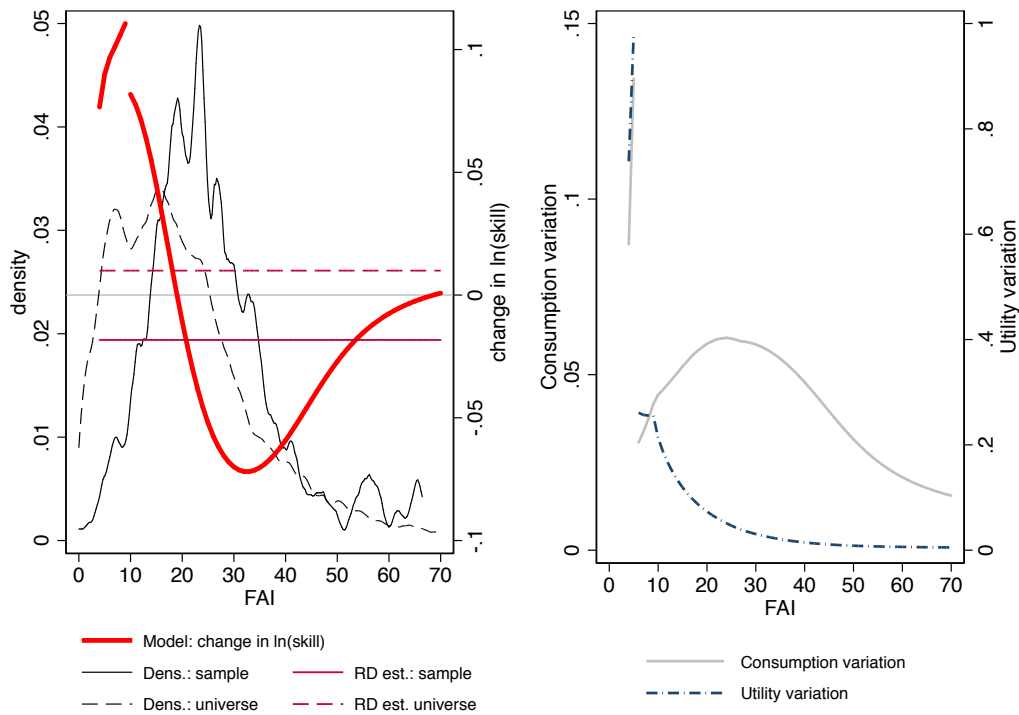 .05
.04
.03
.02
.01
0
density
.1
.05
0
-.05
-.1
change in ln(skill)
0 10 20 30 40 50 60 70
FAI
Model: change in ln(skill)
Dens.: sample
RD est.: sample
Dens.: universe
RD est. universe
.15
.1
.05
0
Consumption variation
1
.8
.6
.4
.2
0
Utility variation
0 10 20 30 40 50 60 70
FAI
Consumption variation
Utility variation